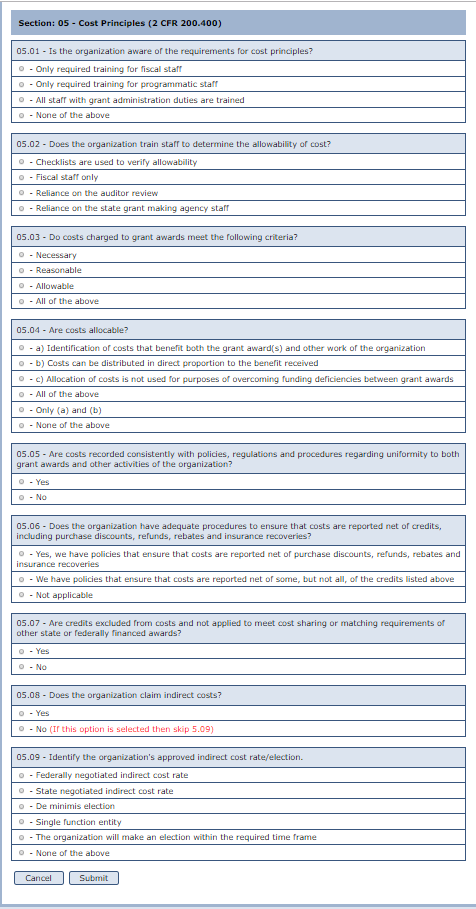 Section: 05 - Cost Principles (2 CFR 200.400)
05.01 - Is the organization aware of the requirements for cost principles?
- Only required training for fiscal staff
- Only required training for programmatic staff
- All staff with grant administration duties are trained
- None of the above
05.02 - Does the organization train staff to determine the allowability of cost?
- Checklists are used to verify allowability
- Fiscal staff only
- Reliance on the auditor review
- Reliance on the state grant making agency staff
05.03 - Do costs charged to grant awards meet the following criteria?
- Necessary
- Reasonable
- Allowable
- All of the above
05.04 - Are costs allocable?
- a) Identification of costs that benefit both the grant award(s) and other work of the organization
- b) Costs can be distributed in direct proportion to the benefit received
- c) Allocation of costs is not used for purposes of overcoming funding deficiencies between grant awards
- All of the above
- Only (a) and (b)
- None of the above
05.05 - Are costs recorded consistently with policies, regulations and procedures regarding uniformity to both
grant awards and other activities of the organization?
- Yes
- No
05.06 - Does the organization have adequate procedures to ensure that costs are reported net of credits,
including purchase discounts, refunds, rebates and insurance recoveries?
- Yes, we have policies that ensure that costs are reported net of purchase discounts, refunds, rebates and
insurance recoveries
- We have policies that ensure that costs are reported net of some, but not all, of the credits listed above
- Not applicable
05.07 - Are credits excluded from costs and not applied to meet cost sharing or matching requirements of
other state or federally financed awards?
- Yes
- No
05.08 - Does the organization claim indirect costs?
- Yes
- No (If this option is selected then skip 5.09)
05.09 - Identify the organization's approved indirect cost rate/election.
- Federally negotiated indirect cost rate
- State negotiated indirect cost rate
- De minimis election
- Single function entity
- The organization will make an election within the required time frame
- None of the above
Cancel Submit